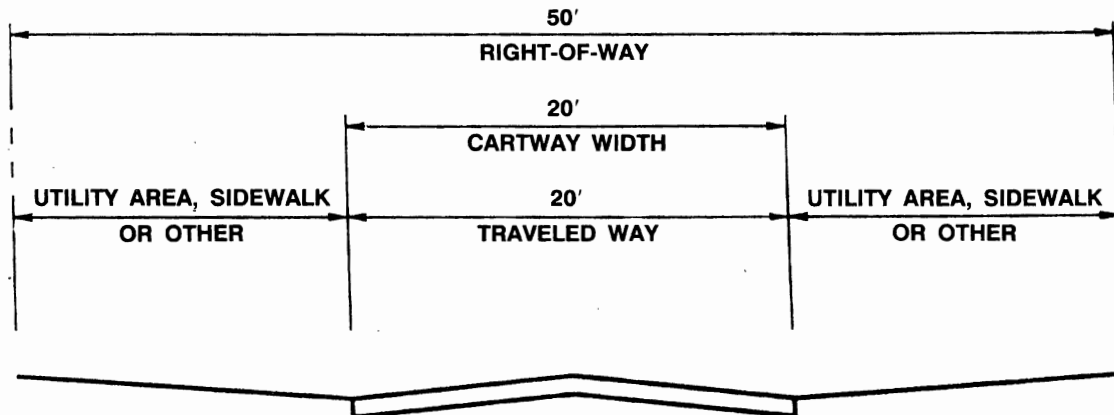 50′
RIGHT-OF-WAY
20′
CARTWAY WIDTH
UTILITY AREA, SIDEWALK
OR OTHER
20′
TRAVELED WAY
UTILITY AREA, SIDEWALK
OR OTHER